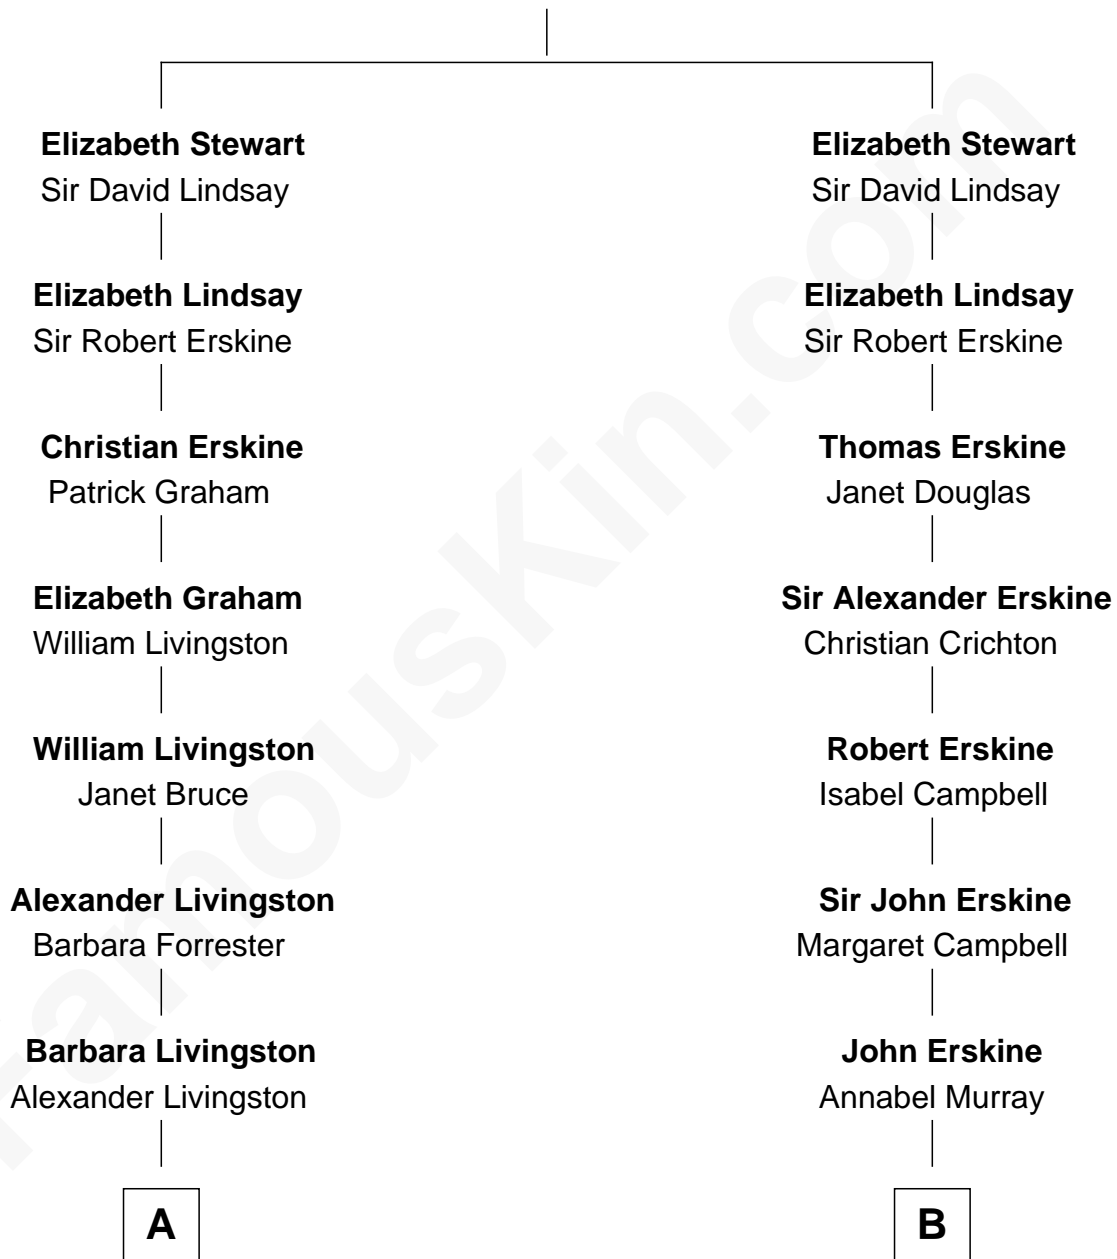 Elizabeth Stewart
Sir David Lindsay
Elizabeth Lindsay
Sir Robert Erskine
Christian Erskine
Patrick Graham
Elizabeth Graham
William Livingston
William Livingston
Janet Bruce
Alexander Livingston
Barbara Forrester
Barbara Livingston
Alexander Livingston
A
Elizabeth Stewart
Sir David Lindsay
Elizabeth Lindsay
Sir Robert Erskine
Thomas Erskine
Janet Douglas
Sir Alexander Erskine
Christian Crichton
Robert Erskine
Isabel Campbell
Sir John Erskine
Margaret Campbell
John Erskine
Annabel Murray
B
FamousKin.com